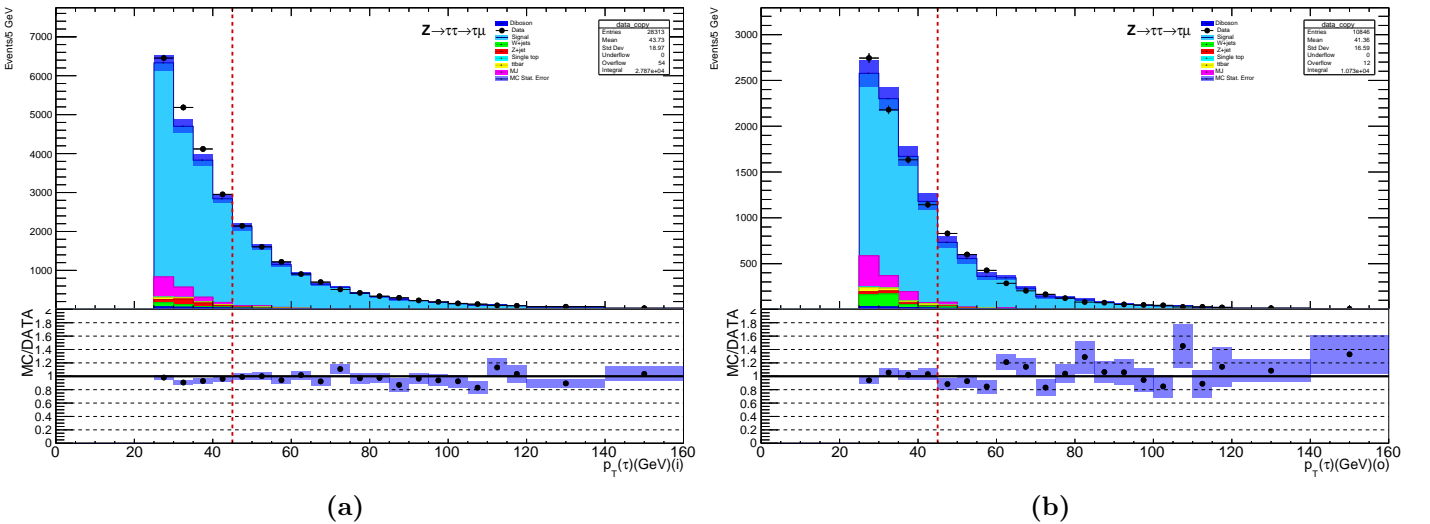 Events/5 GeV
7000
6000
5000
4000
3000
2000
1000
Z→ττ→τμ
Diboson
Data
Signal
W+jets
Z+jet
Single top
ttbar
MJ
MC Stat. Error
data_copy
Entries 28313
Mean 43.73
Std Dev 18.97
Underflow 0
Overflow 54
Integral 2.787e+04
MC/DATA
2
1.8
1.6
1.4
1.2
1
0.8
0.6
0.4
0.2
0
0 20 40 60 80 100 120 140 160
p_T(τ)(GeV)(i)
(a)
Events/5 GeV
3000
2500
2000
1500
1000
500
Z→ττ→τμ
Diboson
Data
Signal
W+jets
Z+jet
Single top
ttbar
MJ
MC Stat. Error
data_copy
Entries 10846
Mean 41.36
Std Dev 16.59
Underflow 0
Overflow 12
Integral 1.073e+04
MC/DATA
2
1.8
1.6
1.4
1.2
1
0.8
0.6
0.4
0.2
0
0 20 40 60 80 100 120 140 160
p_T(τ)(GeV)(o)
(b)